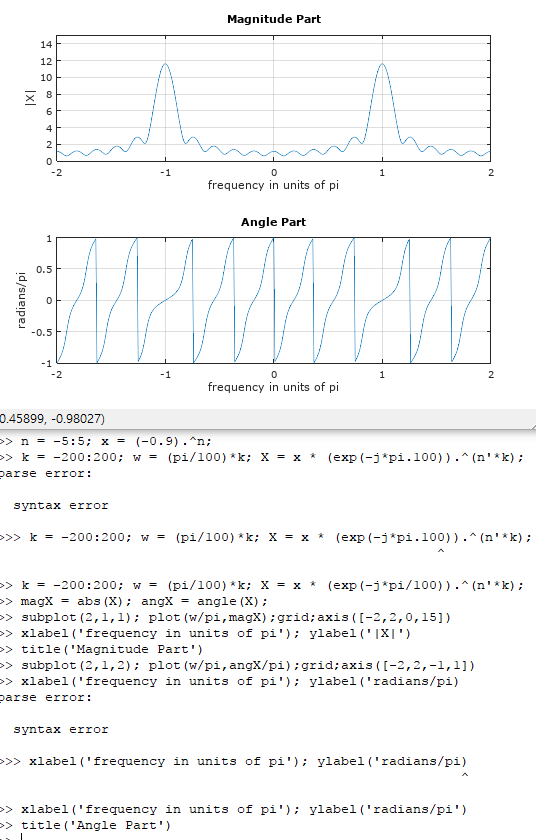 Magnitude Part
14
12
10
8
6
4
2
0
|X|
-2 -1 0 1 2
frequency in units of pi
Angle Part
1
0.5
0
-0.5
-1
radians/pi
-2 -1 0 1 2
frequency in units of pi
0.45899, -0.98027)
>> n = -5:5; x = (-0.9).^n;
>> k = -200:200; w = (pi/100)*k; X = x * (exp(-j*pi.100)).^(n'*k);
parse error:
syntax error
>>> k = -200:200; w = (pi/100)*k; X = x * (exp(-j*pi.100)).^(n'*k);
^
>> k = -200:200; w = (pi/100)*k; X = x * (exp(-j*pi/100)).^(n'*k);
>> magX = abs(X); angX = angle(X);
>> subplot(2,1,1); plot(w/pi,magX);grid;axis([-2,2,0,15])
>> xlabel('frequency in units of pi'); ylabel('|X|')
>> title('Magnitude Part')
>> subplot(2,1,2); plot(w/pi,angX/pi);grid;axis([-2,2,-1,1])
>> xlabel('frequency in units of pi'); ylabel('radians/pi)
parse error:
syntax error
>>> xlabel('frequency in units of pi'); ylabel('radians/pi)
^
>> xlabel('frequency in units of pi'); ylabel('radians/pi')
>> title('Angle Part')
>>